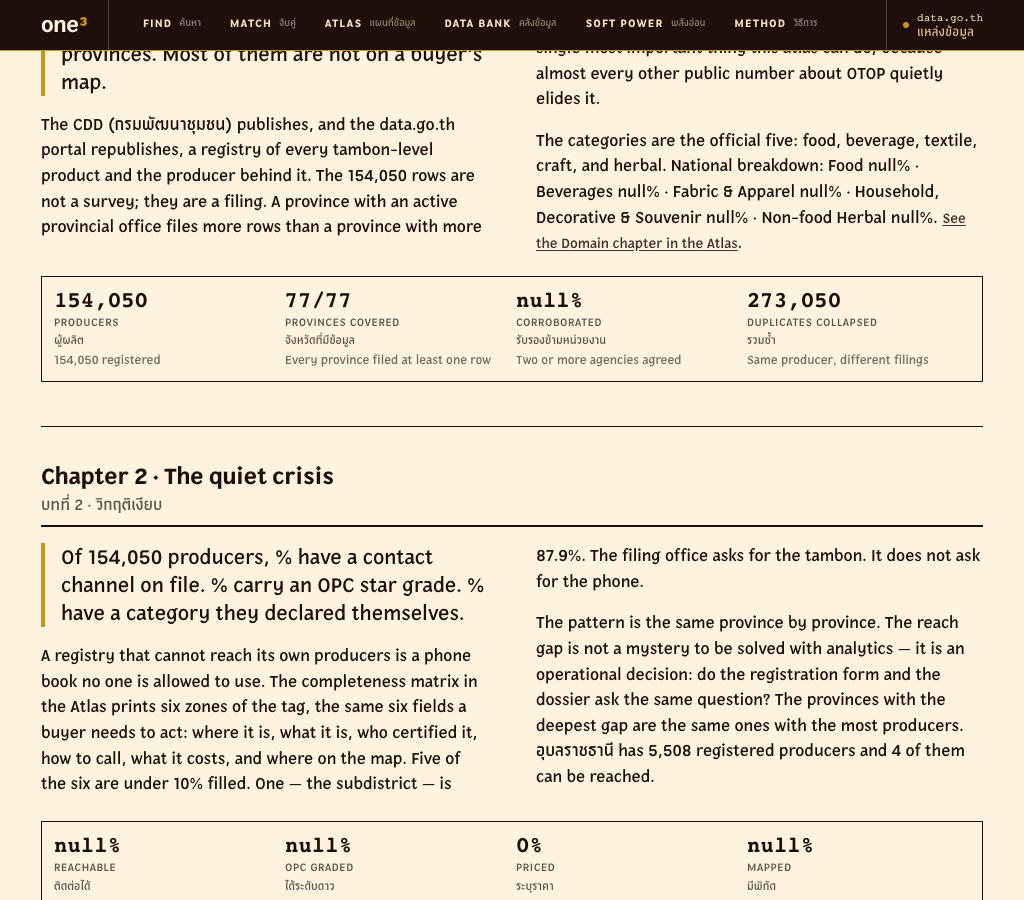 one³
FIND ค้นหา
MATCH จับคู่
ATLAS แผนที่ข้อมูล
DATA BANK คลังข้อมูล
SOFT POWER พลังอ่อน
METHOD วิธีการ
data.go.th
แหล่งข้อมูล
provinces. Most of them are not on a buyer's
map.
The CDD (กรมพัฒนาชุมชน) publishes, and the data.go.th
portal republishes, a registry of every tambon-level
product and the producer behind it. The 154,050 rows are
not a survey; they are a filing. A province with an active
provincial office files more rows than a province with more
single most important thing this atlas can do, because
almost every other public number about OTOP quietly
elides it.
The categories are the official five: food, beverage, textile,
craft, and herbal. National breakdown: Food null% ·
Beverages null% · Fabric & Apparel null% · Household,
Decorative & Souvenir null% · Non-food Herbal null%. See
the Domain chapter in the Atlas.
154,050
PRODUCERS
ผู้ผลิต
154,050 registered
77/77
PROVINCES COVERED
จังหวัดที่มีข้อมูล
Every province filed at least one row
null%
CORROBORATED
รับรองข้ามหน่วยงาน
Two or more agencies agreed
273,050
DUPLICATES COLLAPSED
รวมซ้ำ
Same producer, different filings
Chapter 2 · The quiet crisis
บทที่ 2 · วิกฤติเงียบ
Of 154,050 producers, % have a contact
channel on file. % carry an OPC star grade. %
have a category they declared themselves.
A registry that cannot reach its own producers is a phone
book no one is allowed to use. The completeness matrix in
the Atlas prints six zones of the tag, the same six fields a
buyer needs to act: where it is, what it is, who certified it,
how to call, what it costs, and where on the map. Five of
the six are under 10% filled. One — the subdistrict — is
87.9%. The filing office asks for the tambon. It does not ask
for the phone.
The pattern is the same province by province. The reach
gap is not a mystery to be solved with analytics — it is an
operational decision: do the registration form and the
dossier ask the same question? The provinces with the
deepest gap are the same ones with the most producers.
อุบลราชธานี has 5,508 registered producers and 4 of them
can be reached.
null%
REACHABLE
ติดต่อได้
null%
OPC GRADED
ได้ระดับดาว
0%
PRICED
ระบุราคา
null%
MAPPED
มีพิกัด